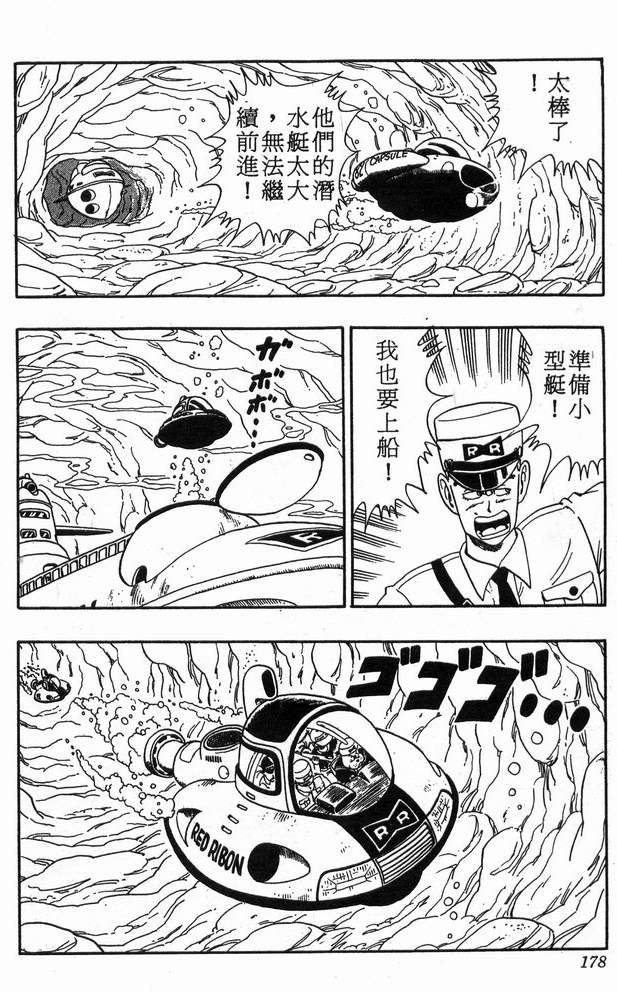 太棒了
！
他們的潛
水艇太大
，無法繼
續前進！
CAPSULE
準備小
型艇！
我也要上船！
RR
ガボボ・・・
R
ゴゴゴ・・・
RED RIBON
RR
178